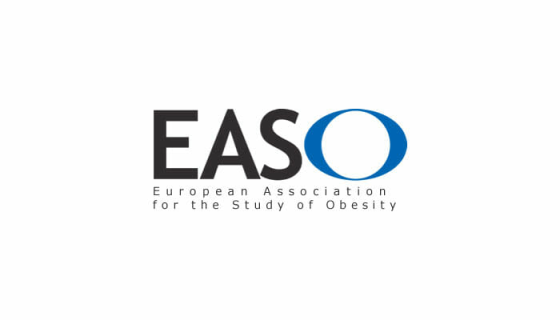 EASO
European Association
for the Study of Obesity